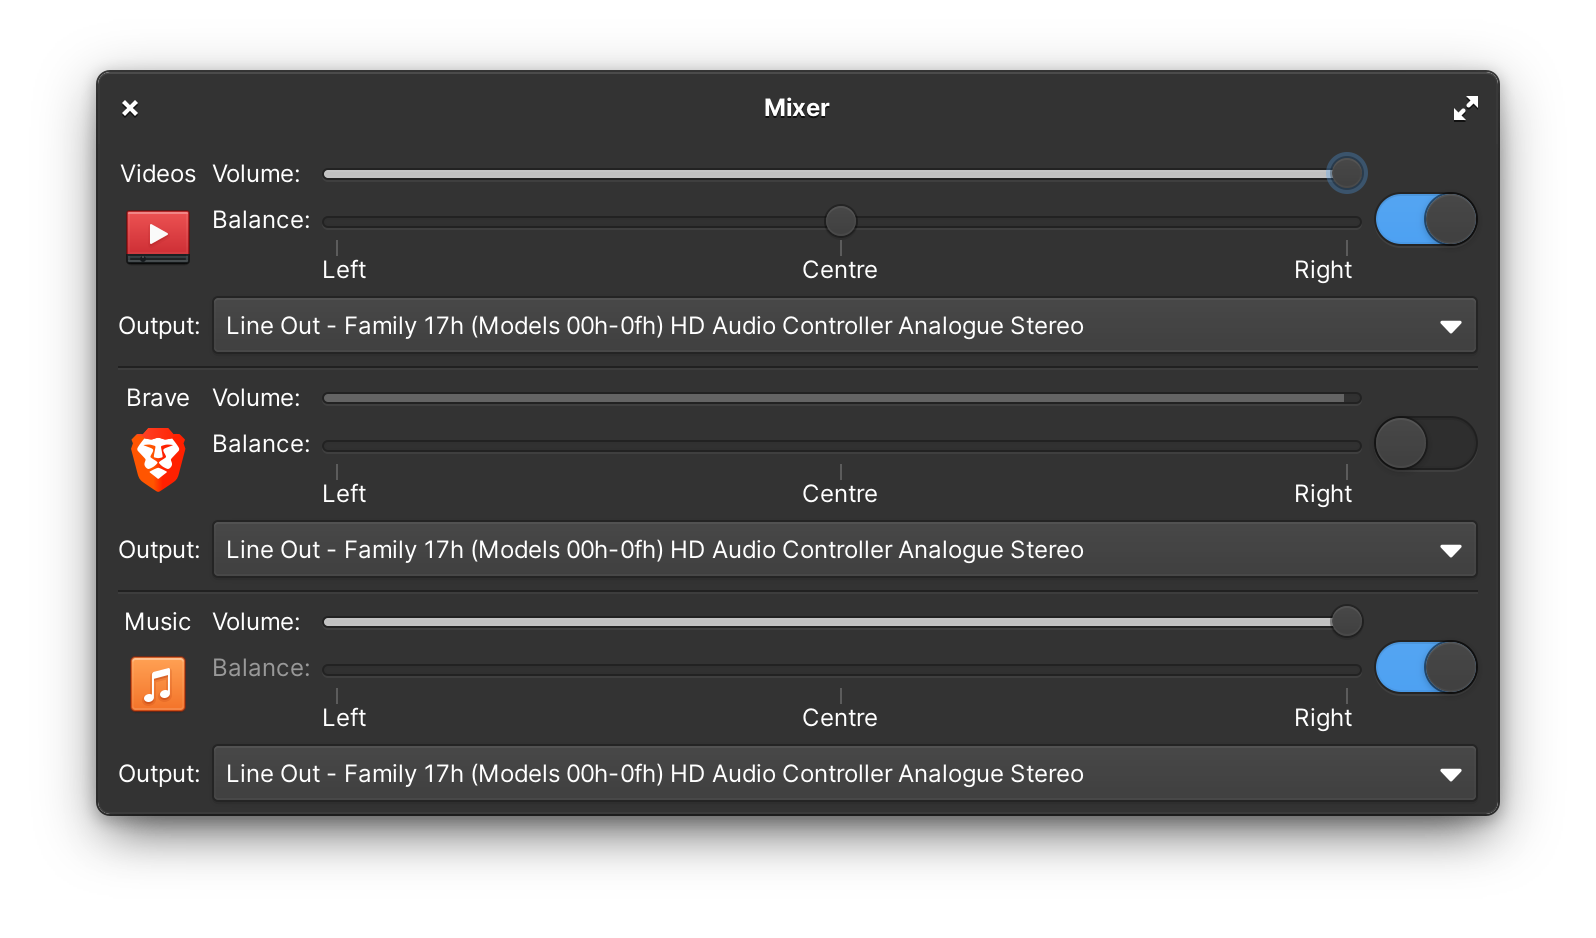 Mixer
Videos Volume:
Balance:
Left Centre Right
Output: Line Out - Family 17h (Models 00h-0fh) HD Audio Controller Analogue Stereo
Brave Volume:
Balance:
Left Centre Right
Output: Line Out - Family 17h (Models 00h-0fh) HD Audio Controller Analogue Stereo
Music Volume:
Balance:
Left Centre Right
Output: Line Out - Family 17h (Models 00h-0fh) HD Audio Controller Analogue Stereo